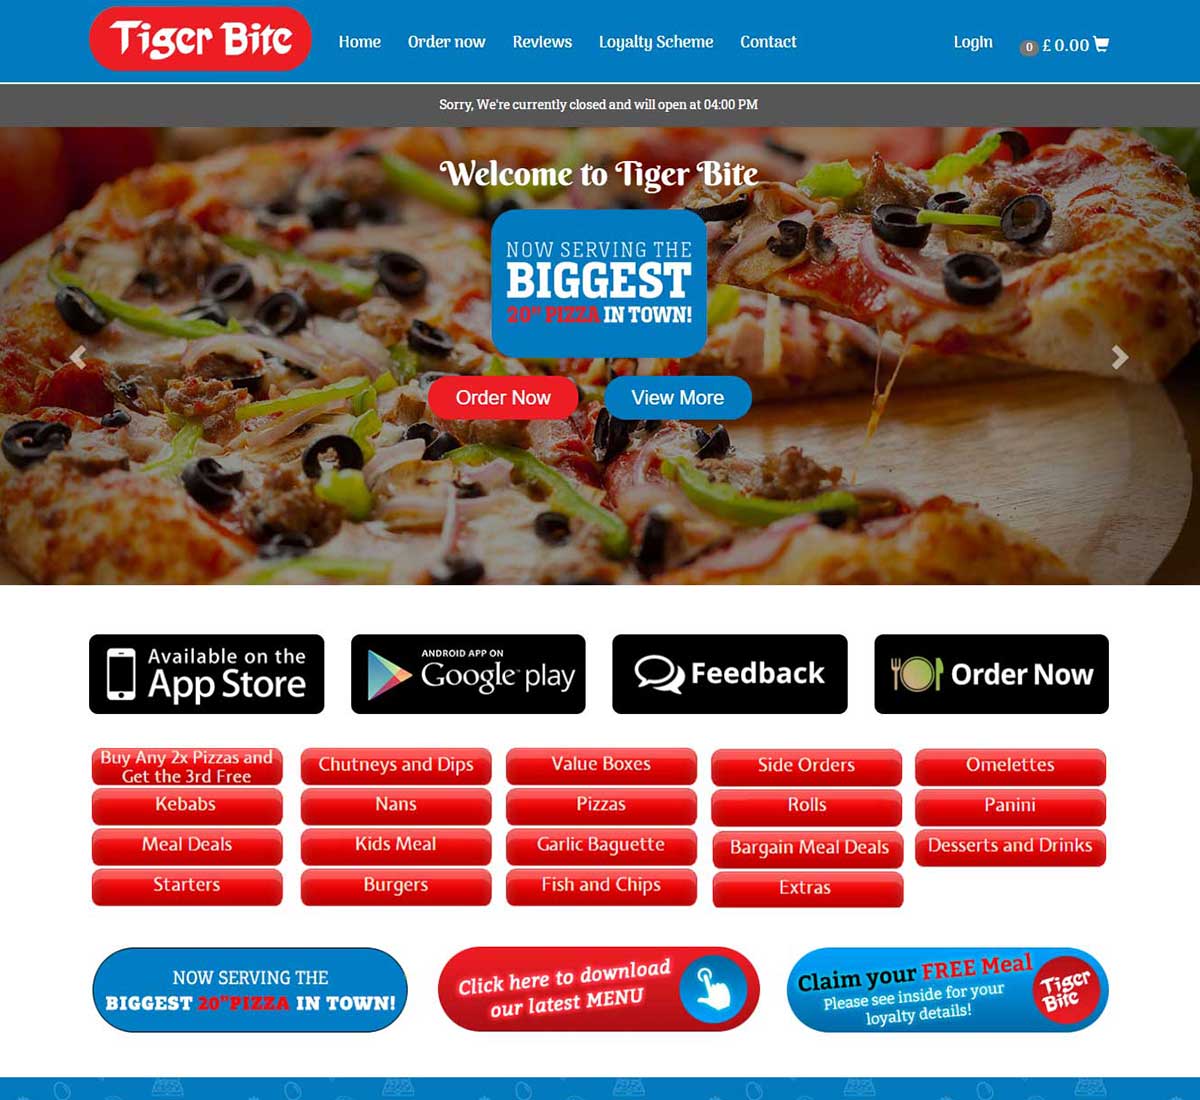 Tiger Bite
Home
Order now
Reviews
Loyalty Scheme
Contact
LogIn
0
£ 0.00
Sorry, We're currently closed and will open at 04:00 PM
Welcome to Tiger Bite
NOW SERVING THE
BIGGEST
20" PIZZA IN TOWN!
Order Now
View More
Available on the
App Store
ANDROID APP ON
Google play
Feedback
Order Now
Buy Any 2x Pizzas and
Get the 3rd Free
Chutneys and Dips
Value Boxes
Side Orders
Omelettes
Kebabs
Nans
Pizzas
Rolls
Panini
Meal Deals
Kids Meal
Garlic Baguette
Bargain Meal Deals
Desserts and Drinks
Starters
Burgers
Fish and Chips
Extras
NOW SERVING THE
BIGGEST 20"PIZZA IN TOWN!
Click here to download
our latest MENU
Claim your FREE Meal
Please see inside for your
loyalty details!
Tiger
Bite